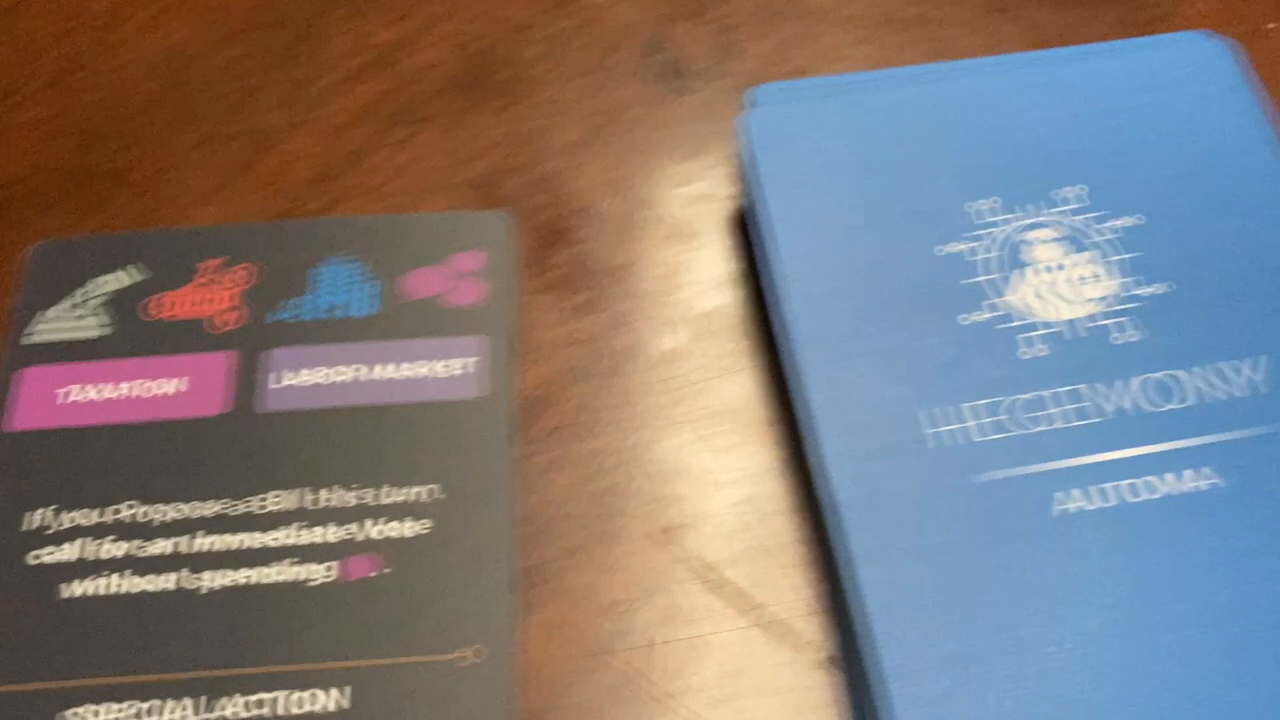 TAXATION
LABOR MARKET
If you Propose a Bill this turn,
call for an immediate Vote
without spending .
SPECIAL ACTION
HEGEMONY
AUTOMA